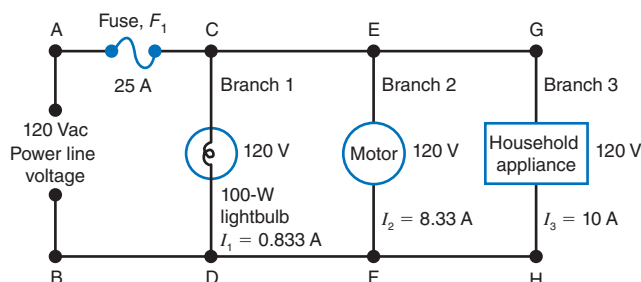 Fuse, F1
A
C
E
G
25 A
Branch 1
Branch 2
Branch 3
120 Vac
Power line
voltage
120 V
Motor
120 V
Household
appliance
120 V
100-W
lightbulb
I1 = 0.833 A
I2 = 8.33 A
I3 = 10 A
B
D
F
H